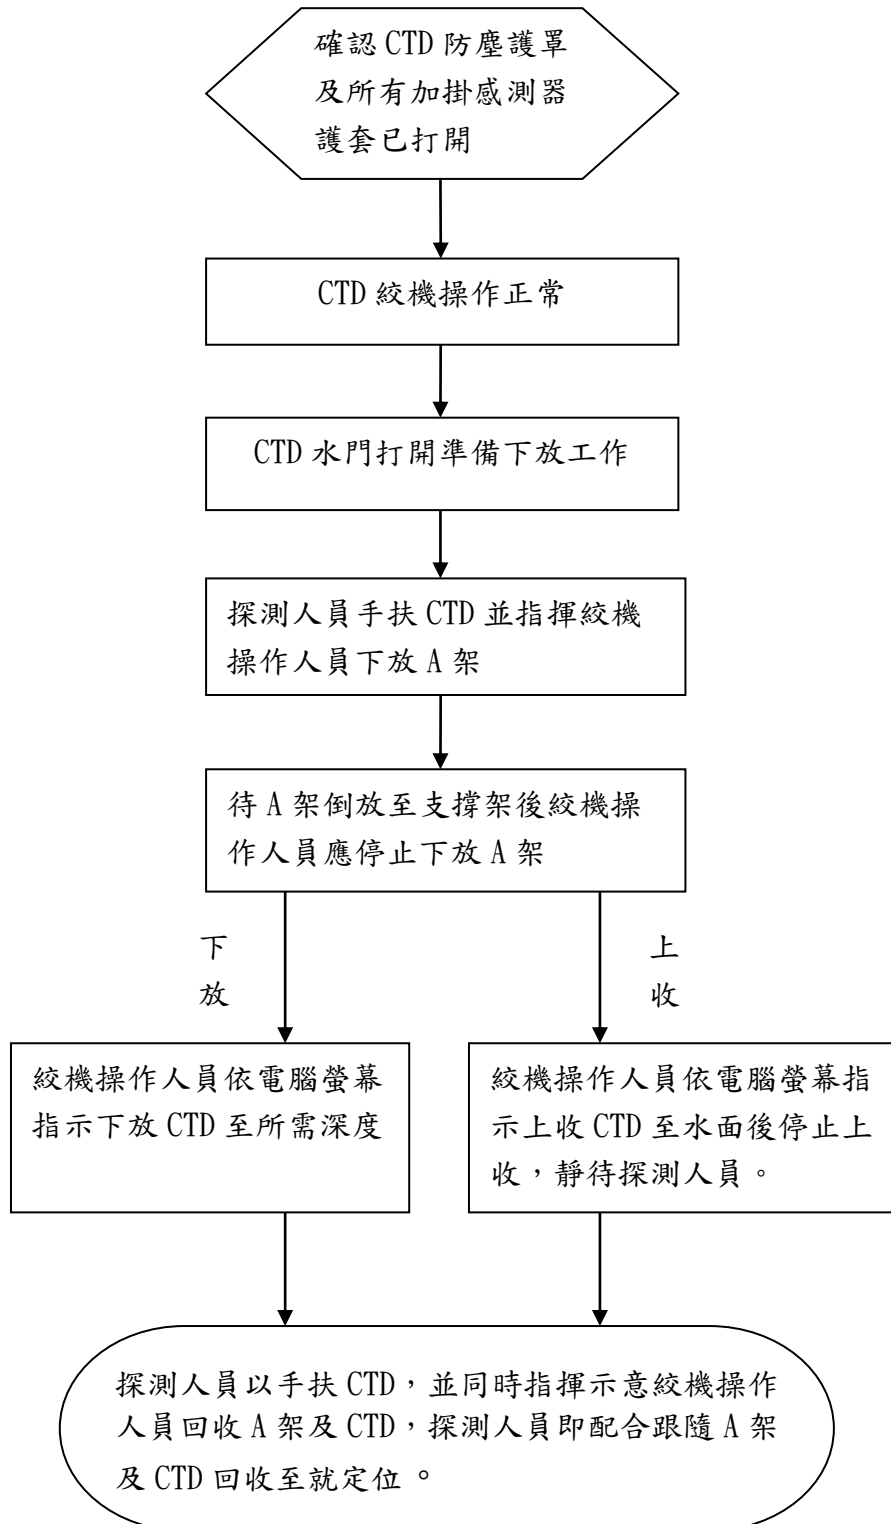 確認 CTD 防塵護罩
及所有加掛感測器
護套已打開
CTD 絞機操作正常
CTD 水門打開準備下放工作
探測人員手扶 CTD 並指揮絞機
操作人員下放 A 架
待 A 架倒放至支撐架後絞機操
作人員應停止下放 A 架
下
放
上
收
絞機操作人員依電腦螢幕
指示下放 CTD 至所需深度
絞機操作人員依電腦螢幕指
示上收 CTD 至水面後停止上
收，靜待探測人員。
探測人員以手扶 CTD，並同時指揮示意絞機操作
人員回收 A 架及 CTD，探測人員即配合跟隨 A 架
及 CTD 回收至就定位。